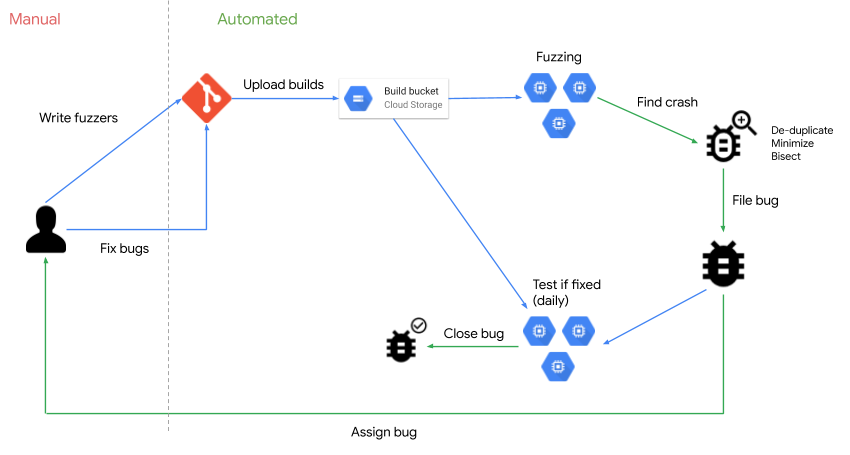 Manual
Automated
Fuzzing
Upload builds
Build bucket
Cloud Storage
Find crash
Write fuzzers
De-duplicate
Minimize
Bisect
File bug
Fix bugs
Test if fixed
(daily)
Close bug
Assign bug